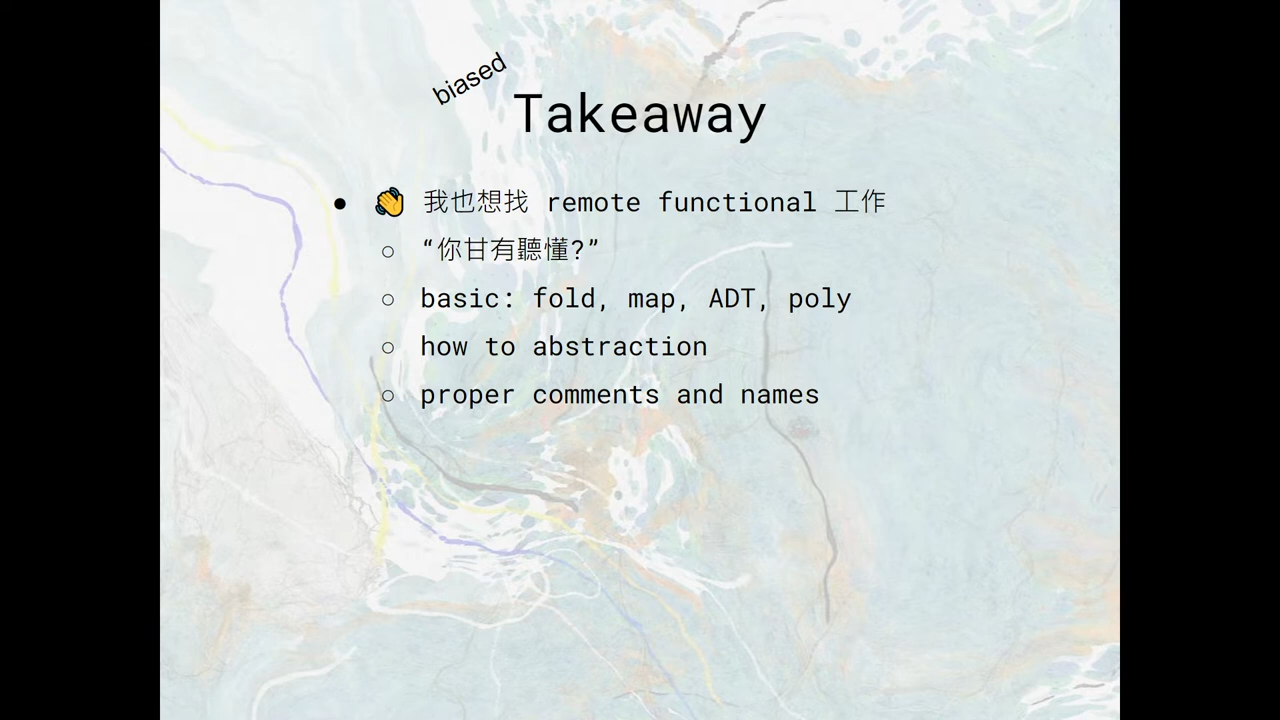 biased
Takeaway
● 👋 我也想找 remote functional 工作
○ “你甘有聽懂?”
○ basic: fold, map, ADT, poly
○ how to abstraction
○ proper comments and names